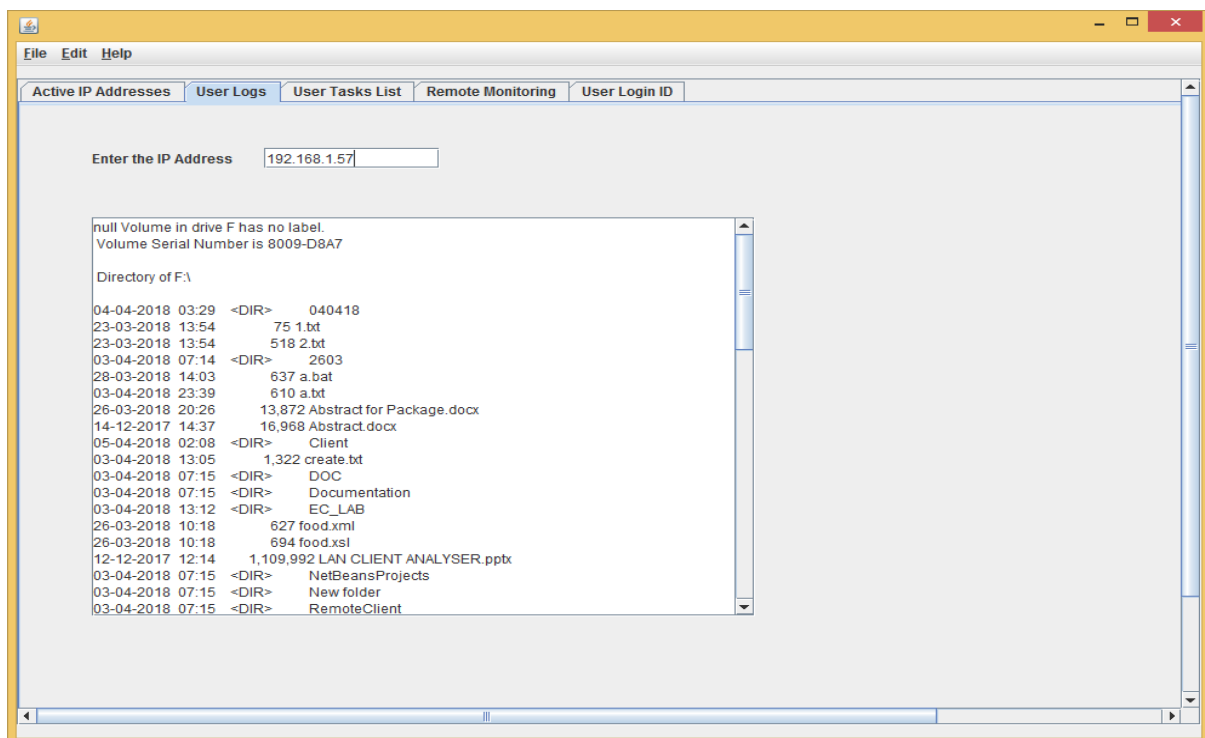 File Edit Help
Active IP Addresses User Logs User Tasks List Remote Monitoring User Login ID
Enter the IP Address 192.168.1.57
null Volume in drive F has no label.
Volume Serial Number is 8009-D8A7
Directory of F:\
04-04-2018 03:29 <DIR> 040418
23-03-2018 13:54 75 1.txt
23-03-2018 13:54 518 2.txt
03-04-2018 07:14 <DIR> 2603
28-03-2018 14:03 637 a.bat
03-04-2018 23:39 610 a.txt
26-03-2018 20:26 13,872 Abstract for Package.docx
14-12-2017 14:37 16,968 Abstract.docx
05-04-2018 02:08 <DIR> Client
03-04-2018 13:05 1,322 create.txt
03-04-2018 07:15 <DIR> DOC
03-04-2018 07:15 <DIR> Documentation
03-04-2018 13:12 <DIR> EC_LAB
26-03-2018 10:18 627 food.xml
26-03-2018 10:18 694 food.xsl
12-12-2017 12:14 1,109,992 LAN CLIENT ANALYSER.pptx
03-04-2018 07:15 <DIR> NetBeansProjects
03-04-2018 07:15 <DIR> New folder
03-04-2018 07:15 <DIR> RemoteClient